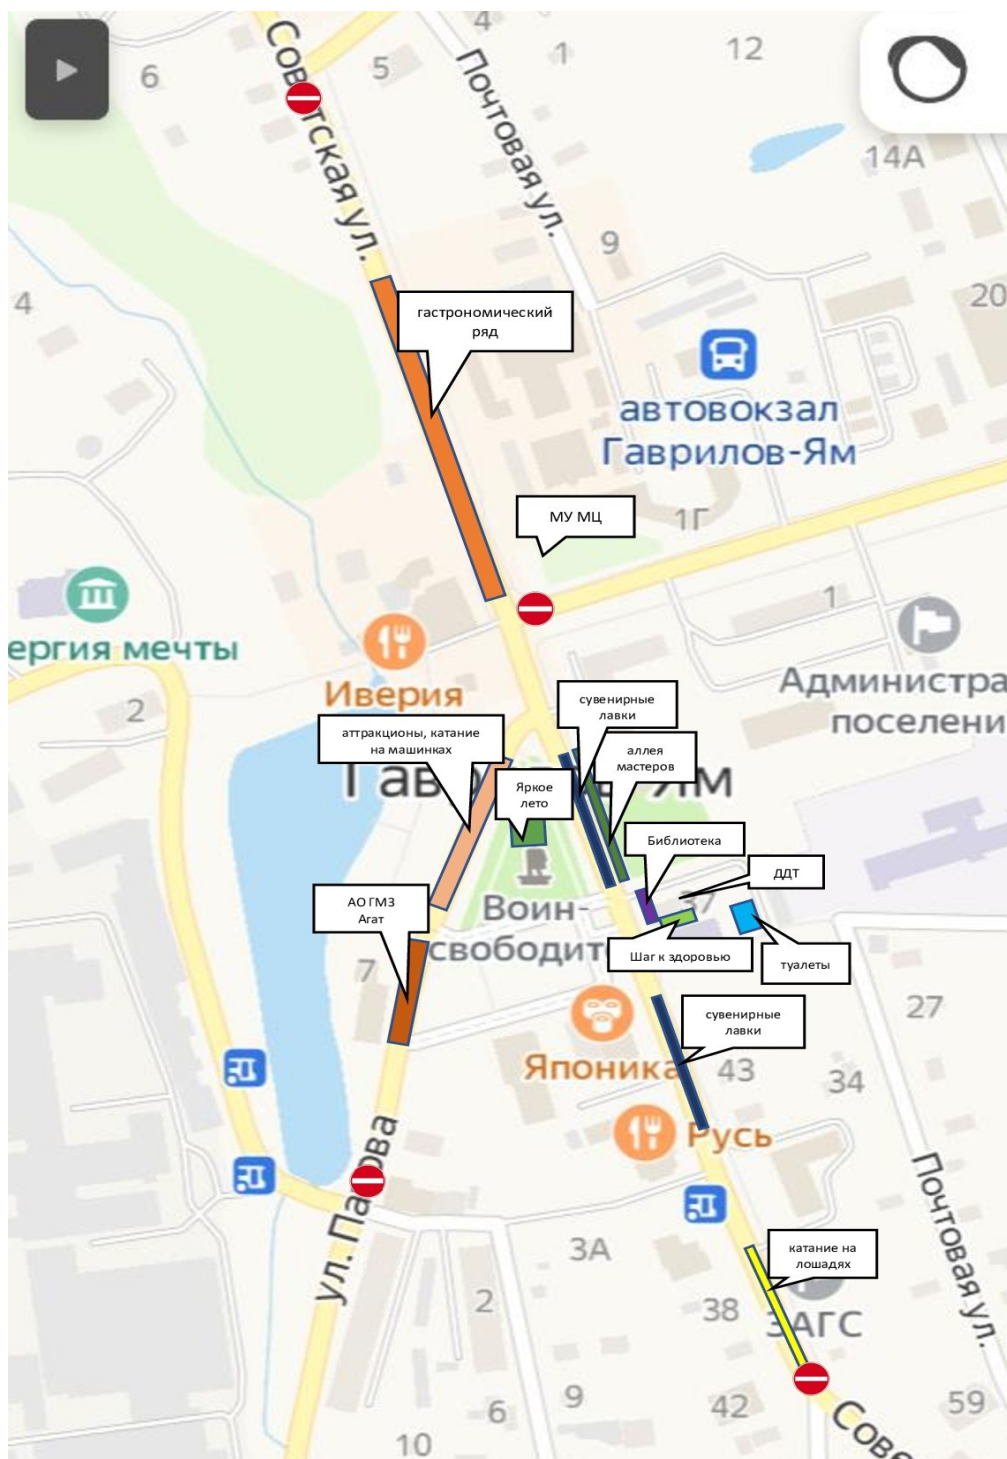 4
6
5
1
12
Советская ул.
Почтовая ул.
14А
9
4
20
гастрономический
ряд
автовокзал
Гаврилов-Ям
МУ МЦ
1Г
1
ергия мечты
Иверия
Администра
поселени
2
сувенирные
лавки
аттракционы, катание
на машинках
аллея
мастеров
Яркое
лето
Библиотека
ДДТ
37
АО ГМЗ
Агат
Воин-
свободит
Шаг к здоровью
туалеты
7
27
сувенирные
лавки
Японика
43
34
Русь
ул. Павлова
Почтовая ул.
3А
катание на
лошадях
2
38
ЗАГС
9
6
42
59
10
Сове